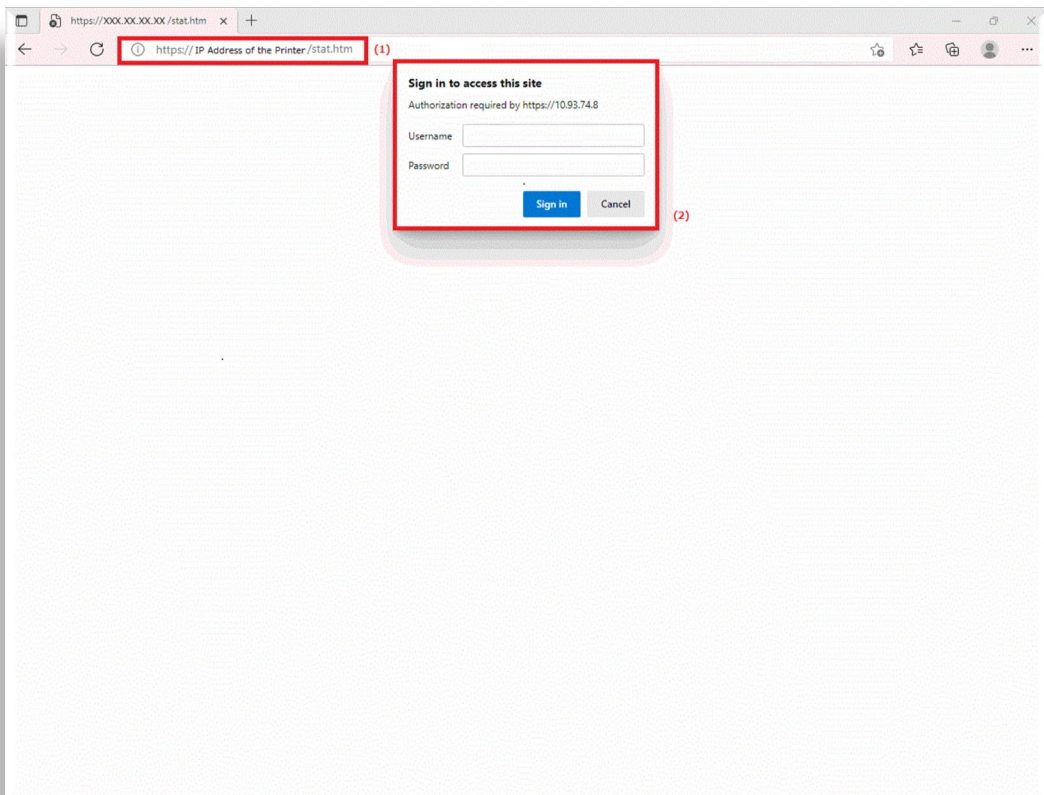 https://XXX.XX.XX.XX /stat.htm
https:// IP Address of the Printer /stat.htm (1)
Sign in to access this site
Authorization required by https://10.93.74.8
Username
Password
Sign in Cancel
(2)